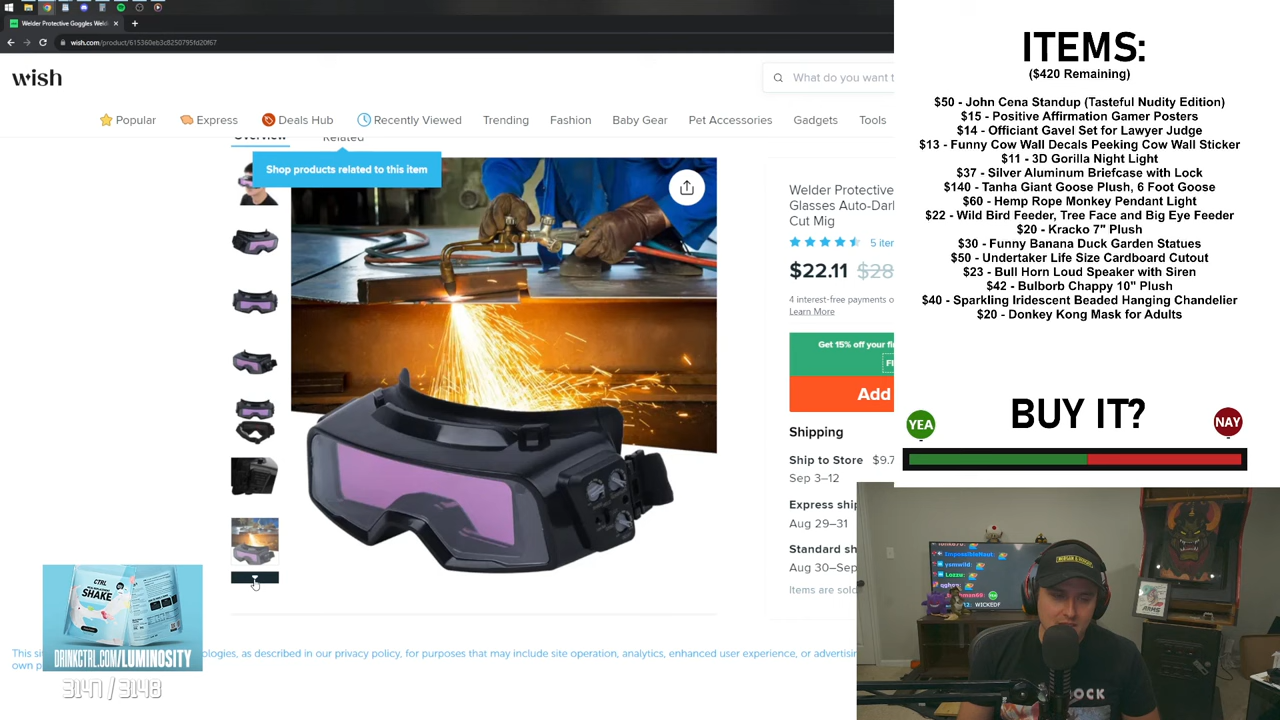 Welder Protective Goggles Wel
wish.com/product/615360eb3c8250795fd20f67
wish
What do you want t
Popular
Express
Deals Hub
Recently Viewed
Trending
Fashion
Baby Gear
Pet Accessories
Gadgets
Tools
Overview
Related
Shop products related to this item
Welder Protective
Glasses Auto-Dar
Cut Mig
5 iter
$22.11 $28
4 interest-free payments o
Learn More
Get 15% off your fir
Add
Shipping
Ship to Store $9.7
Sep 3–12
Express ship
Aug 29–31
Standard sh
Aug 30–Sep
Items are sold
CTRL
SHAKE
DRINKCTRL.COM/LUMINOSITY
3147 / 3148
ologies, as described in our privacy policy, for purposes that may include site operation, analytics, enhanced user experience, or advertisin
ITEMS:
($420 Remaining)
$50 - John Cena Standup (Tasteful Nudity Edition)
$15 - Positive Affirmation Gamer Posters
$14 - Officiant Gavel Set for Lawyer Judge
$13 - Funny Cow Wall Decals Peeking Cow Wall Sticker
$11 - 3D Gorilla Night Light
$37 - Silver Aluminum Briefcase with Lock
$140 - Tanha Giant Goose Plush, 6 Foot Goose
$60 - Hemp Rope Monkey Pendant Light
$22 - Wild Bird Feeder, Tree Face and Big Eye Feeder
$20 - Kracko 7" Plush
$30 - Funny Banana Duck Garden Statues
$50 - Undertaker Life Size Cardboard Cutout
$23 - Bull Horn Loud Speaker with Siren
$42 - Bulborb Chappy 10" Plush
$40 - Sparkling Iridescent Beaded Hanging Chandelier
$20 - Donkey Kong Mask for Adults
BUY IT?
YEA
NAY
yemwild:
Lozzw:
WICKEDF
ARMS